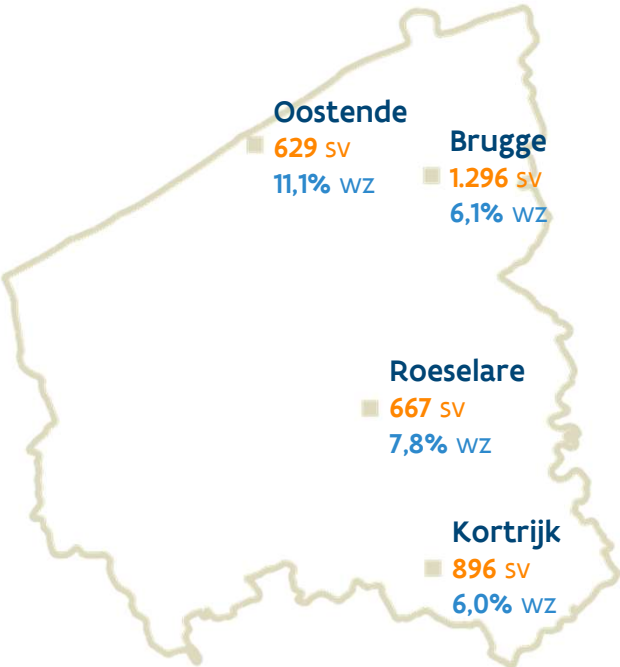 Oostende
629 SV
11,1% WZ
Brugge
1.296 SV
6,1% WZ
Roeselare
667 SV
7,8% WZ
Kortrijk
896 SV
6,0% WZ